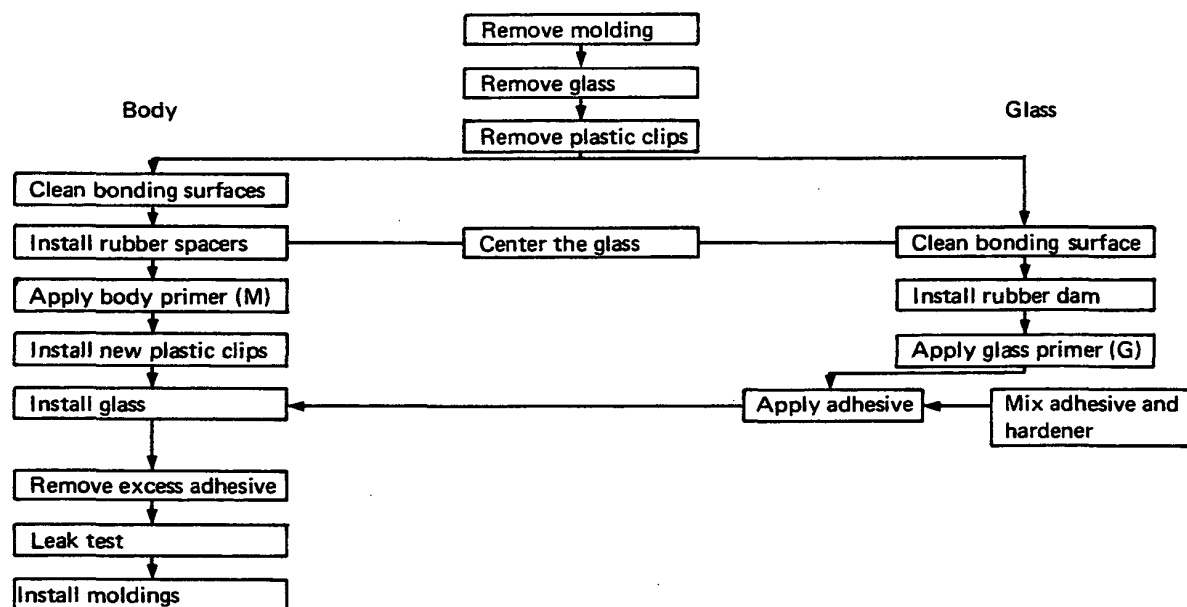 Remove molding
Remove glass
Body
Glass
Remove plastic clips
Clean bonding surfaces
Install rubber spacers
Center the glass
Clean bonding surface
Apply body primer (M)
Install rubber dam
Install new plastic clips
Apply glass primer (G)
Install glass
Apply adhesive
Mix adhesive and
hardener
Remove excess adhesive
Leak test
Install moldings